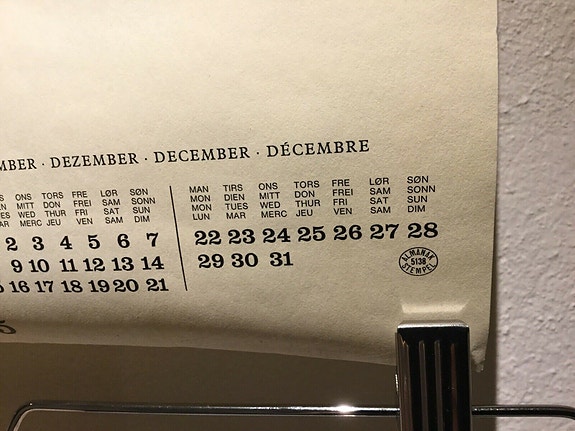 MBER · DEZEMBER · DECEMBER · DÉCEMBRE
ONS TORS FRE LØR SØN
MITT DON FREI SAM SONN
WED THUR FRI SAT SUN
MERC JEU VEN SAM DIM
2 3 4 5 6 7
9 10 11 12 13 14
16 17 18 19 20 21
MAN TIRS ONS TORS FRE LØR SØN
MON DIEN MITT DON FREI SAM SONN
MON TUES WED THUR FRI SAT SUN
LUN MAR MERC JEU VEN SAM DIM
22 23 24 25 26 27 28
29 30 31
ALMANAK
5138
STEMPEL
5